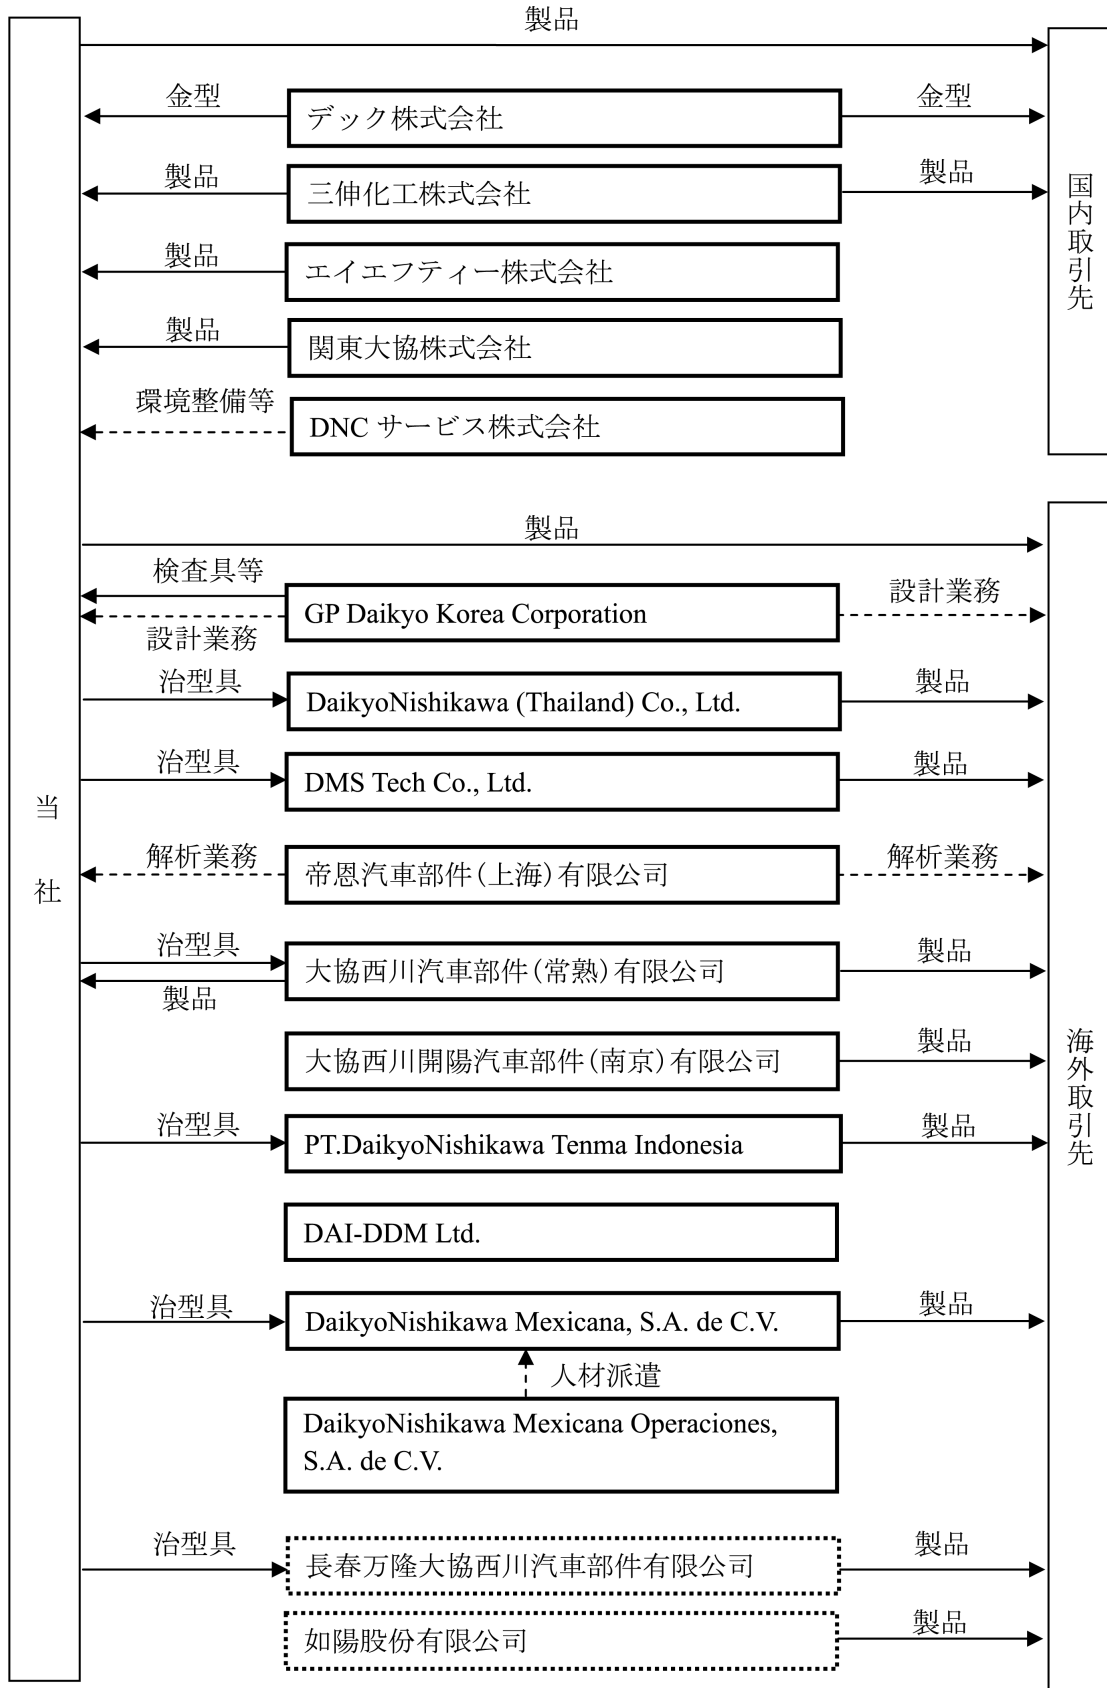 製品
金型
デック株式会社
金型
製品
三伸化工株式会社
製品
製品
エイエフティー株式会社
製品
関東大協株式会社
環境整備等
DNC サービス株式会社
国内取引先
製品
検査具等
GP Daikyo Korea Corporation
設計業務
設計業務
治型具
DaikyoNishikawa (Thailand) Co., Ltd.
製品
治型具
DMS Tech Co., Ltd.
製品
当社
解析業務
帝恩汽車部件(上海)有限公司
解析業務
治型具
大協西川汽車部件(常熟)有限公司
製品
製品
大協西川開陽汽車部件(南京)有限公司
製品
海外取引先
治型具
PT.DaikyoNishikawa Tenma Indonesia
製品
DAI-DDM Ltd.
治型具
DaikyoNishikawa Mexicana, S.A. de C.V.
製品
人材派遣
DaikyoNishikawa Mexicana Operaciones,
S.A. de C.V.
治型具
長春万隆大協西川汽車部件有限公司
製品
如陽股份有限公司
製品